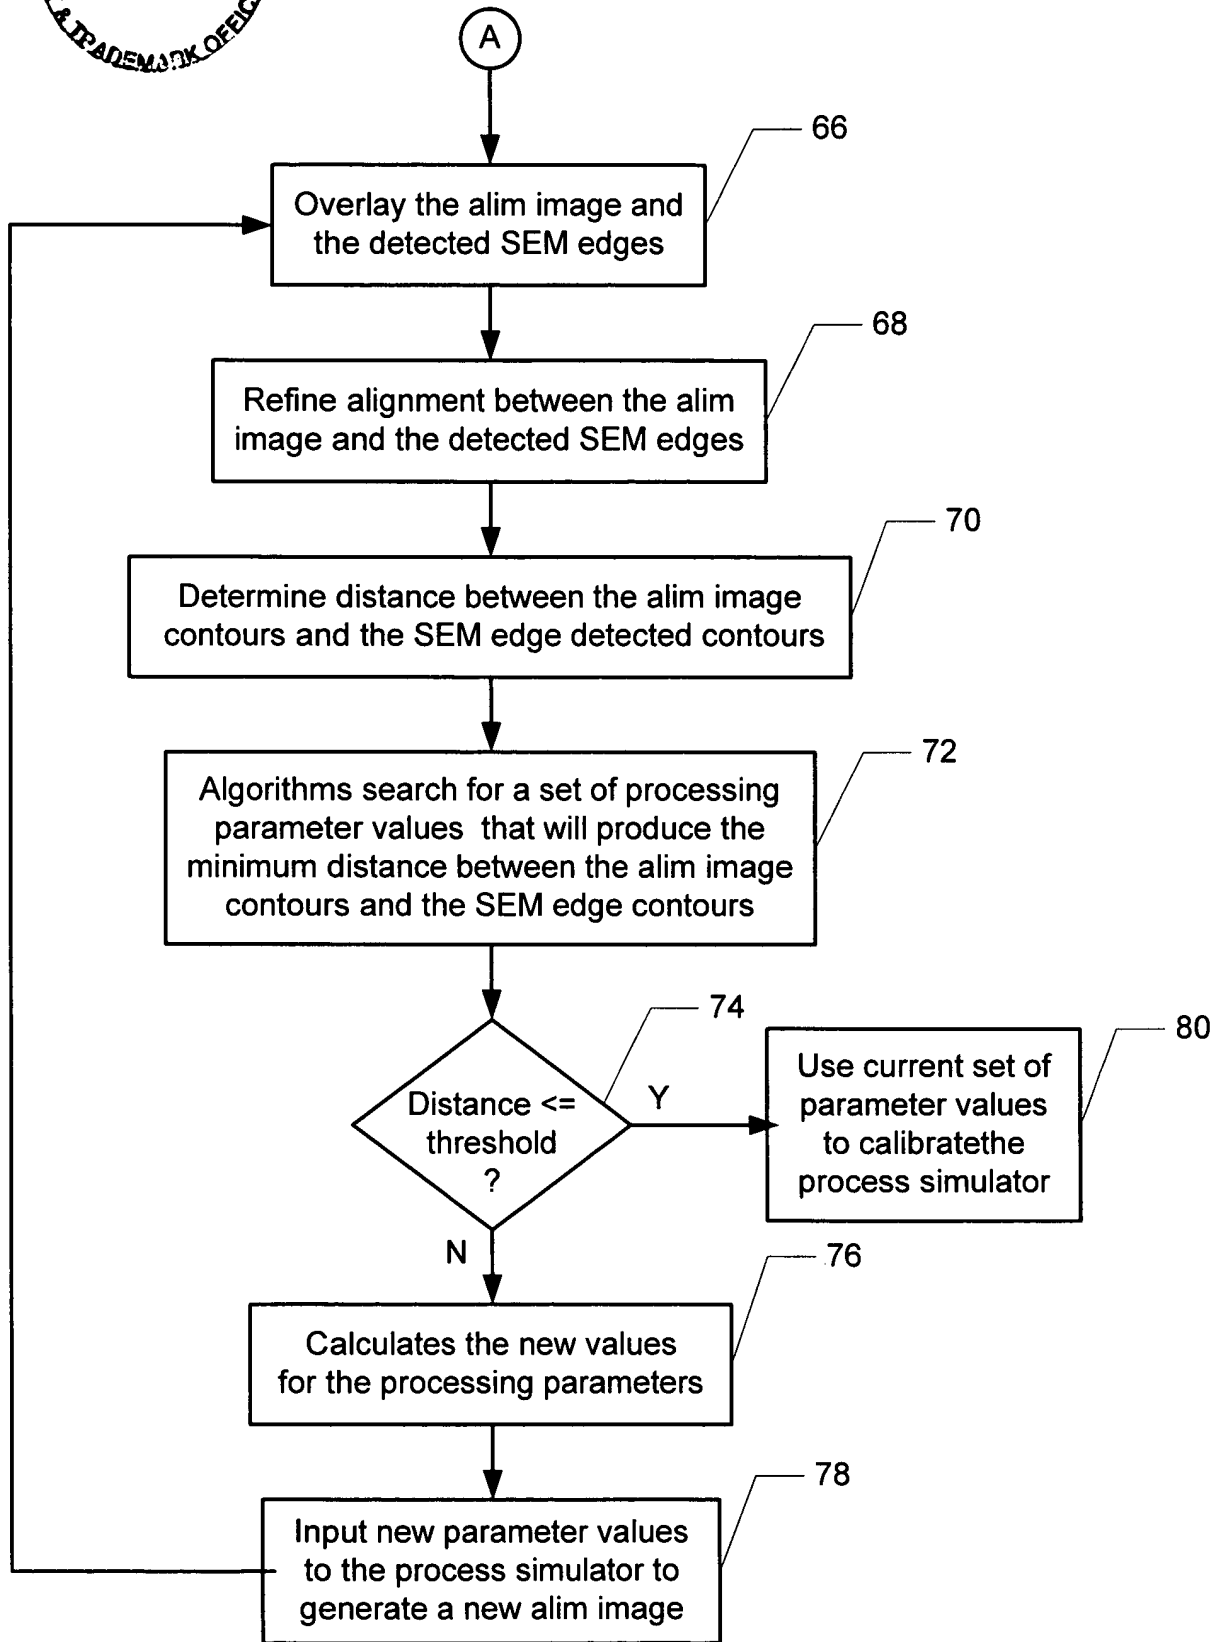 & TRADEMARK OFFIC
A
66
Overlay the alim image and
the detected SEM edges
68
Refine alignment between the alim
image and the detected SEM edges
70
Determine distance between the alim image
contours and the SEM edge detected contours
72
Algorithms search for a set of processing
parameter values that will produce the
minimum distance between the alim image
contours and the SEM edge contours
74
Distance <=
threshold
?
Y
80
Use current set of
parameter values
to calibratethe
process simulator
N
76
Calculates the new values
for the processing parameters
78
Input new parameter values
to the process simulator to
generate a new alim image